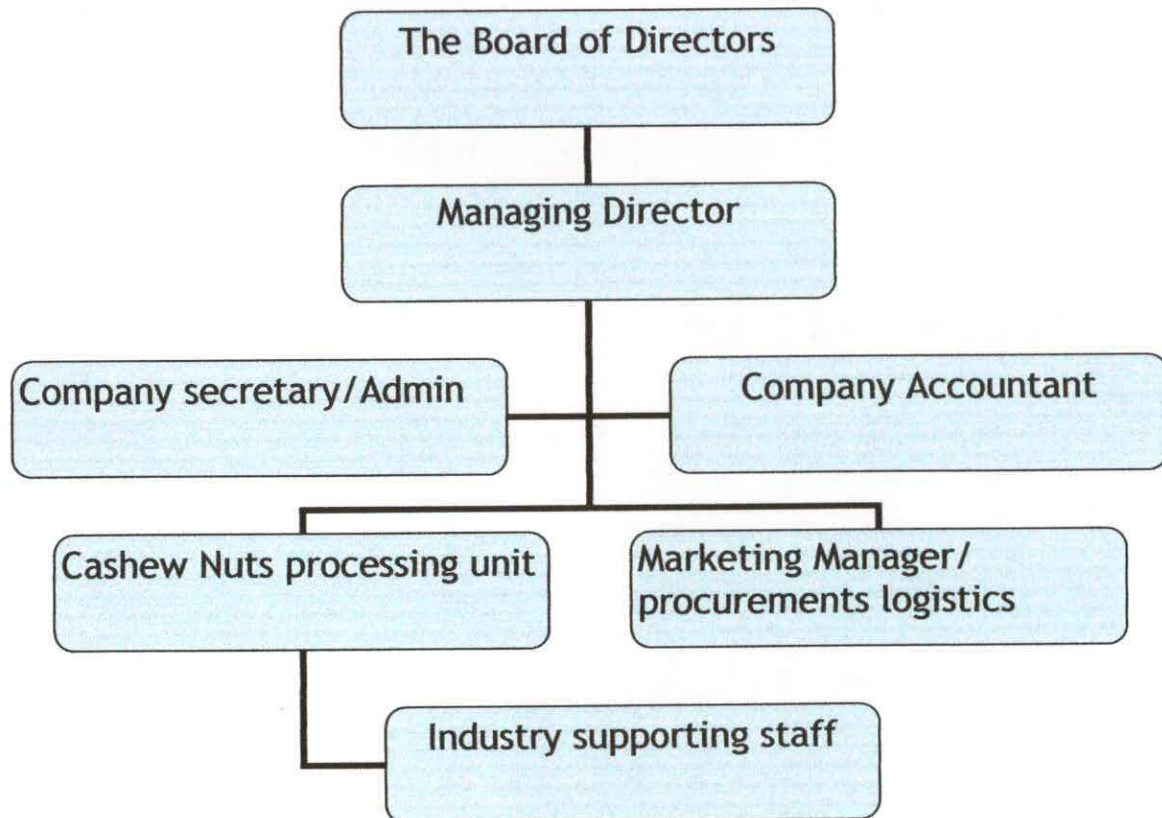 The Board of Directors
Managing Director
Company secretary/Admin
Company Accountant
Cashew Nuts processing unit
Marketing Manager/
procurements logistics
Industry supporting staff